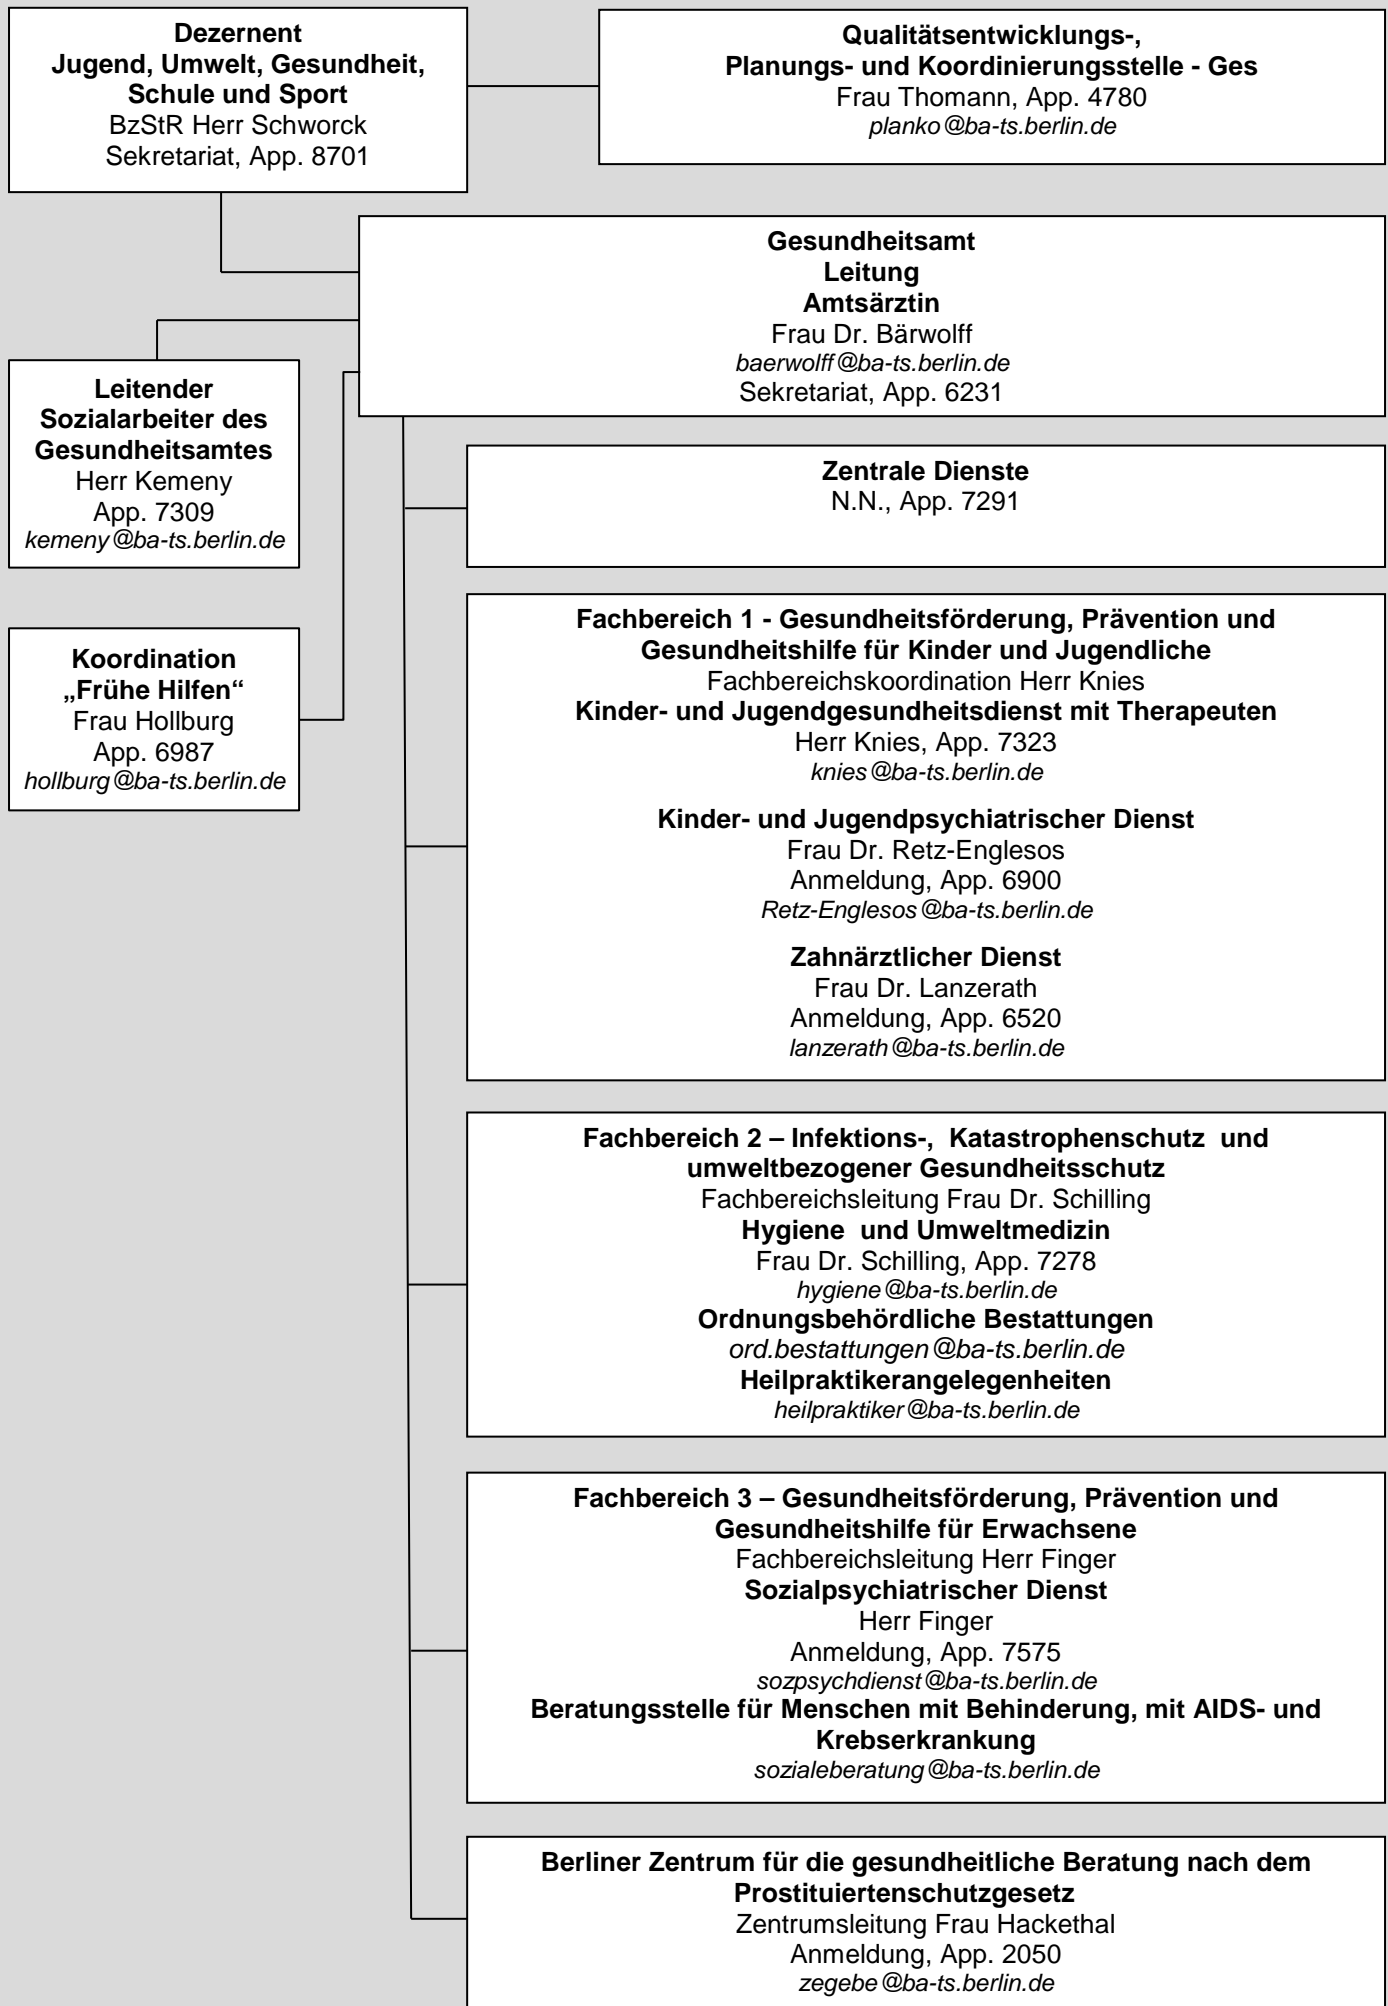 Dezernent
Jugend, Umwelt, Gesundheit,
Schule und Sport
BzStR Herr Schworck
Sekretariat, App. 8701
Qualitätsentwicklungs-,
Planungs- und Koordinierungsstelle - Ges
Frau Thomann, App. 4780
planko@ba-ts.berlin.de
Gesundheitsamt
Leitung
Amtsärztin
Frau Dr. Bärwolff
baerwolff@ba-ts.berlin.de
Sekretariat, App. 6231
Leitender
Sozialarbeiter des
Gesundheitsamtes
Herr Kemeny
App. 7309
kemeny@ba-ts.berlin.de
Koordination
„Frühe Hilfen“
Frau Hollburg
App. 6987
hollburg@ba-ts.berlin.de
Zentrale Dienste
N.N., App. 7291
Fachbereich 1 - Gesundheitsförderung, Prävention und
Gesundheitshilfe für Kinder und Jugendliche
Fachbereichskoordination Herr Knies
Kinder- und Jugendgesundheitsdienst mit Therapeuten
Herr Knies, App. 7323
knies@ba-ts.berlin.de
Kinder- und Jugendpsychiatrischer Dienst
Frau Dr. Retz-Englesos
Anmeldung, App. 6900
Retz-Englesos@ba-ts.berlin.de
Zahnärztlicher Dienst
Frau Dr. Lanzerath
Anmeldung, App. 6520
lanzerath@ba-ts.berlin.de
Fachbereich 2 – Infektions-, Katastrophenschutz und
umweltbezogener Gesundheitsschutz
Fachbereichsleitung Frau Dr. Schilling
Hygiene und Umweltmedizin
Frau Dr. Schilling, App. 7278
hygiene@ba-ts.berlin.de
Ordnungsbehördliche Bestattungen
ord.bestattungen@ba-ts.berlin.de
Heilpraktikerangelegenheiten
heilpraktiker@ba-ts.berlin.de
Fachbereich 3 – Gesundheitsförderung, Prävention und
Gesundheitshilfe für Erwachsene
Fachbereichsleitung Herr Finger
Sozialpsychiatrischer Dienst
Herr Finger
Anmeldung, App. 7575
sozpsychdienst@ba-ts.berlin.de
Beratungsstelle für Menschen mit Behinderung, mit AIDS- und
Krebserkrankung
sozialeberatung@ba-ts.berlin.de
Berliner Zentrum für die gesundheitliche Beratung nach dem
Prostituiertenschutzgesetz
Zentrumsleitung Frau Hackethal
Anmeldung, App. 2050
zegebe@ba-ts.berlin.de